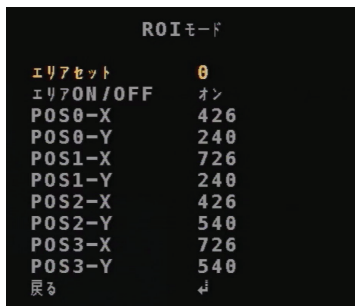 ROIモード
エリアセット 0
エリアON/OFF オン
POS0-X 426
POS0-Y 240
POS1-X 726
POS1-Y 240
POS2-X 426
POS2-Y 540
POS3-X 726
POS3-Y 540
戻る ↲